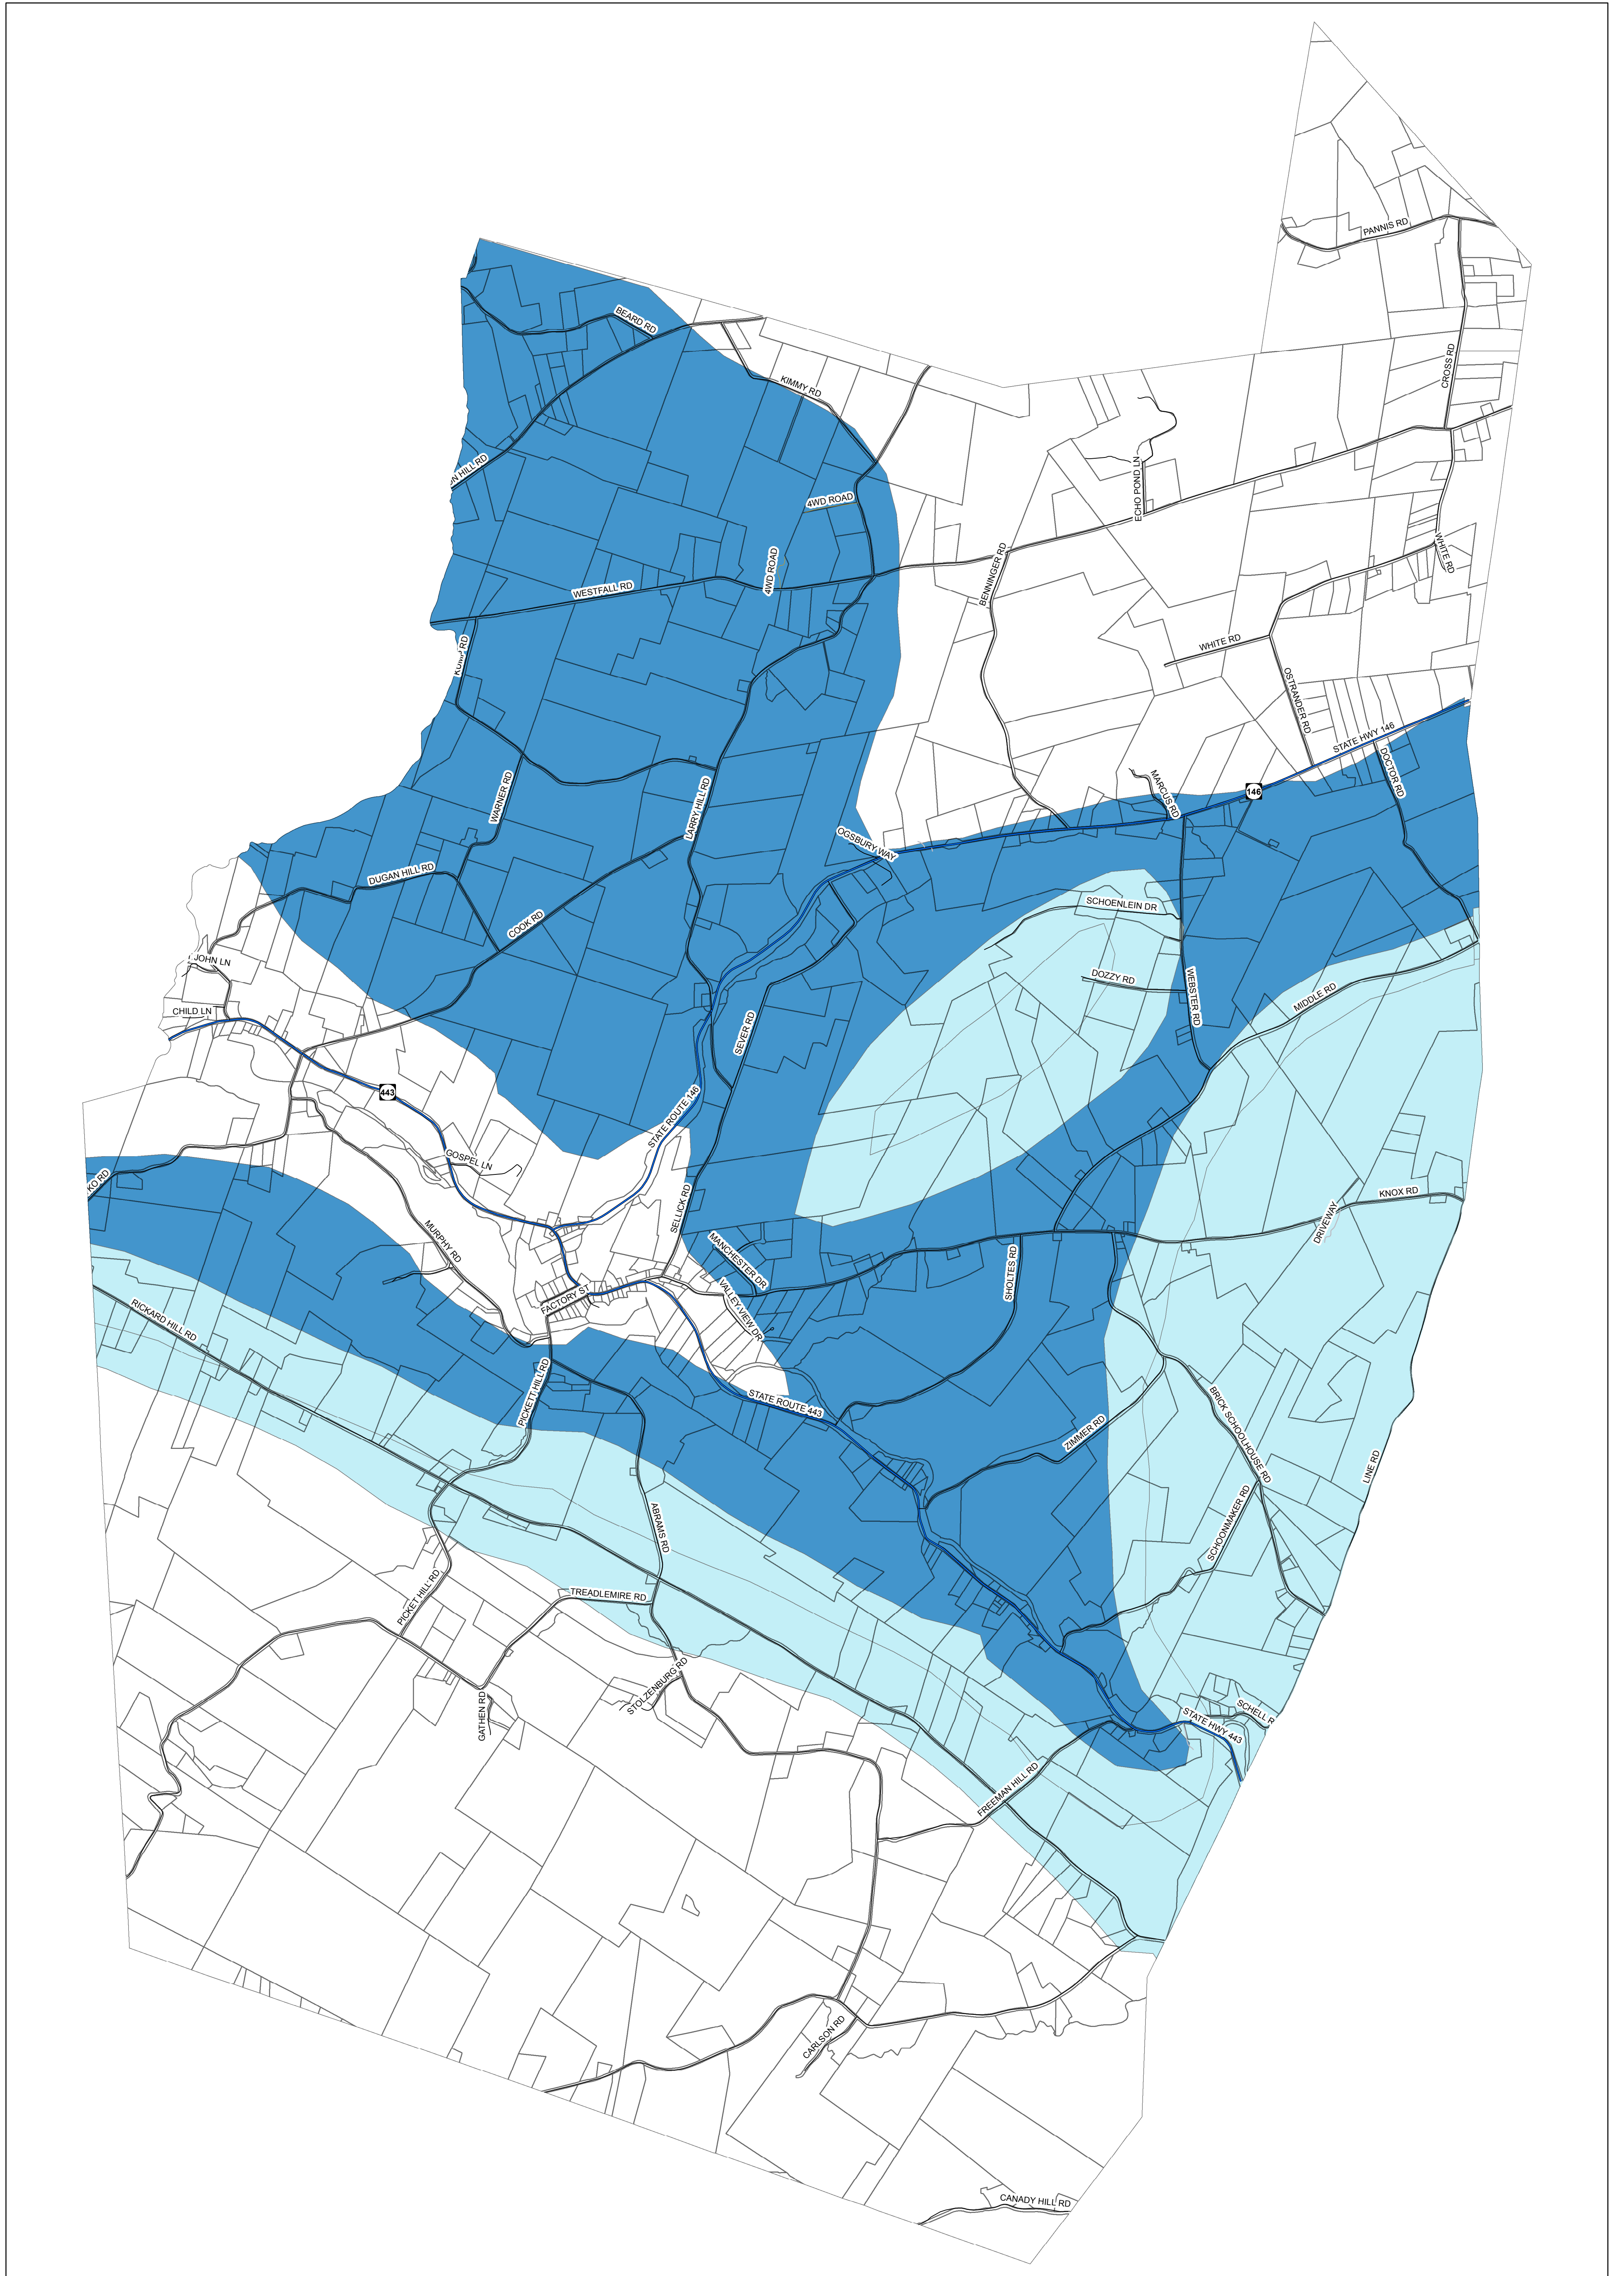 PANNIS RD
BEARD RD
CROSS RD
KIMMY RD
N HILL RD
ECHO POND LN
4WD ROAD
WHITE RD
BENNINGER RD
4WD ROAD
WESTFALL RD
WHITE RD
RD
OSTRANDER RD
STATE HWY 146
DOCTOR RD
MARCUS RD
146
WARNER RD
LARRY HILL RD
OGSBURY WAY
DUGAN HILL RD
SCHOENLEIN DR
COOK RD
JOHN LN
DOZZY RD
WEBSTER RD
MIDDLE RD
CHILD LN
SEVER RD
443
STATE ROUTE 146
GOSPEL LN
KO RD
KNOX RD
SELLICK RD
DRIVEWAY
MURPHY RD
MANCHESTER DR
SHOLTES RD
FACTORY ST
VALLEY VIEW DR
RICKARD HILL RD
PICKETT HILL RD
STATE ROUTE 443
BRICK SCHOOLHOUSE RD
ZIMMER RD
LINE RD
ABRAMS RD
SCHOONMAKER RD
PICKET HILL RD
TREADLEMIRE RD
STOLZENBURG RD
GATHEN RD
SCHELL R
STATE HWY 443
FREEMAN HILL RD
CARLSON RD
CANADY HILL RD